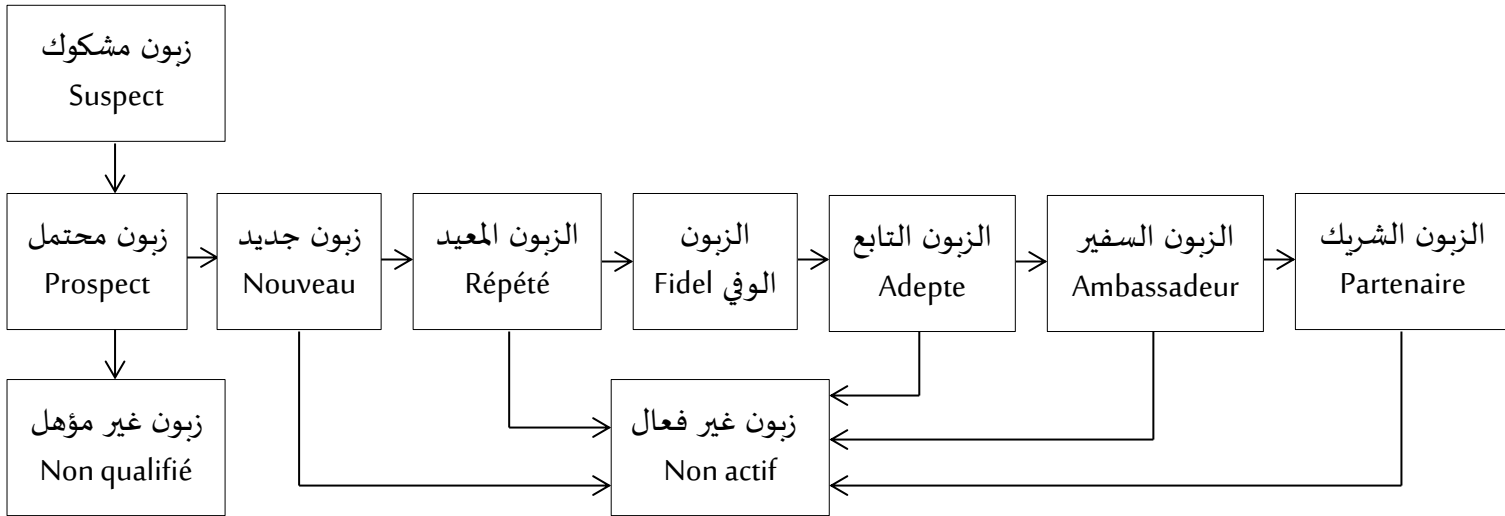 زبون مشكوك
Suspect
زبون محتمل
Prospect
زبون جديد
Nouveau
الزبون المعيد
Répété
الزبون
الوفي Fidel
الزبون التابع
Adepte
الزبون السفير
Ambassadeur
الزبون الشريك
Partenaire
زبون غير مؤهل
Non qualifié
زبون غير فعال
Non actif